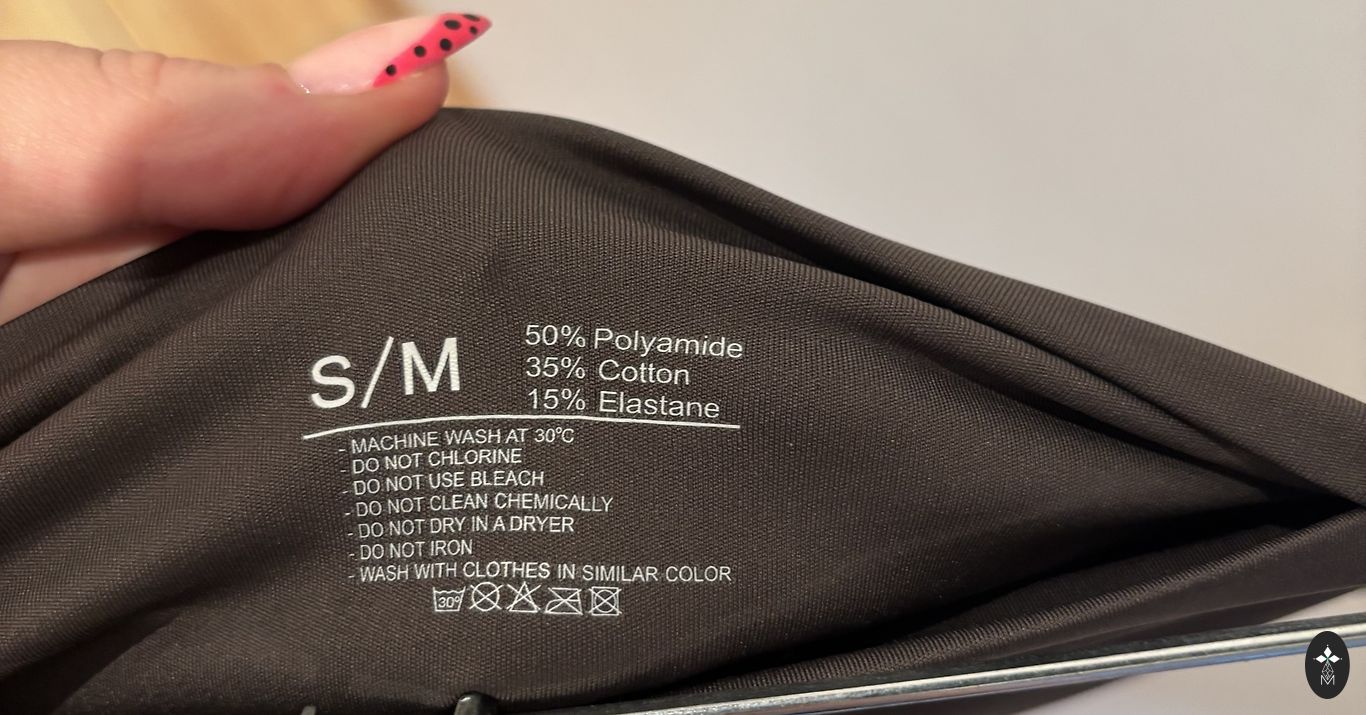 S/M
50% Polyamide
35% Cotton
15% Elastane
- MACHINE WASH AT 30°C
- DO NOT CHLORINE
- DO NOT USE BLEACH
- DO NOT CLEAN CHEMICALLY
- DO NOT DRY IN A DRYER
- DO NOT IRON
- WASH WITH CLOTHES IN SIMILAR COLOR
30°
M